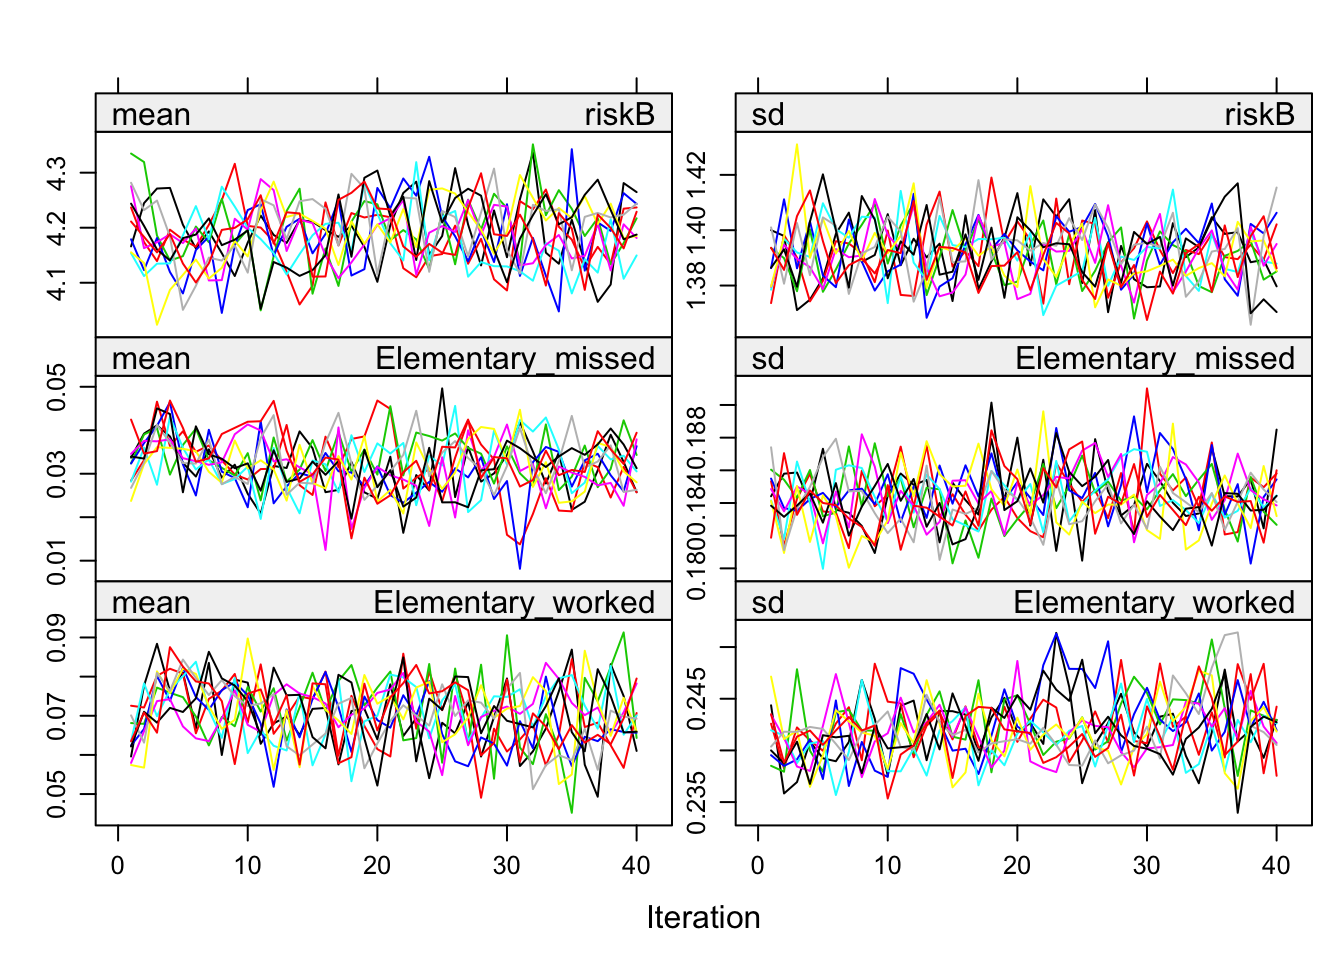 mean riskB
sd riskB
4.3
4.2
4.1
1.42
1.40
1.38
mean Elementary_missed
sd Elementary_missed
0.05
0.03
0.01
0.188
0.184
0.180
mean Elementary_worked
sd Elementary_worked
0.09
0.07
0.05
0.245
0.235
0 10 20 30 40
0 10 20 30 40
Iteration